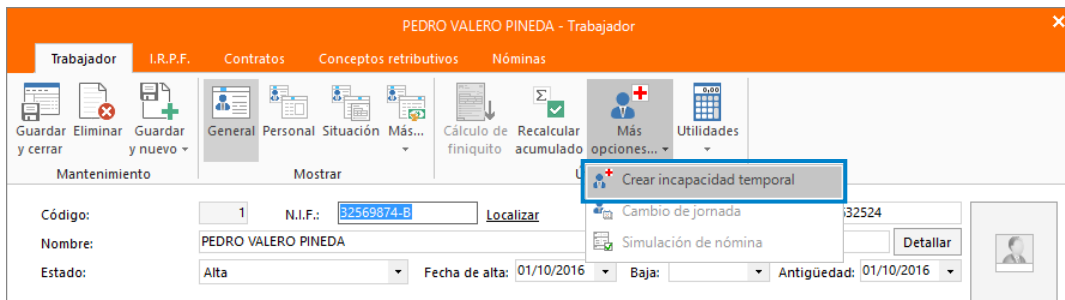 PEDRO VALERO PINEDA - Trabajador
Trabajador I.R.P.F. Contratos Conceptos retributivos Nóminas
Guardar y cerrar Eliminar Guardar y nuevo General Personal Situación Más... Cálculo de finiquito Recalcular acumulado Más opciones... Utilidades
Mantenimiento Mostrar
Crear incapacidad temporal
Cambio de jornada
Simulación de nómina
Código: 1 N.I.F.: 32569874-B Localizar 632524
Nombre: PEDRO VALERO PINEDA Detallar
Estado: Alta Fecha de alta: 01/10/2016 Baja: Antigüedad: 01/10/2016